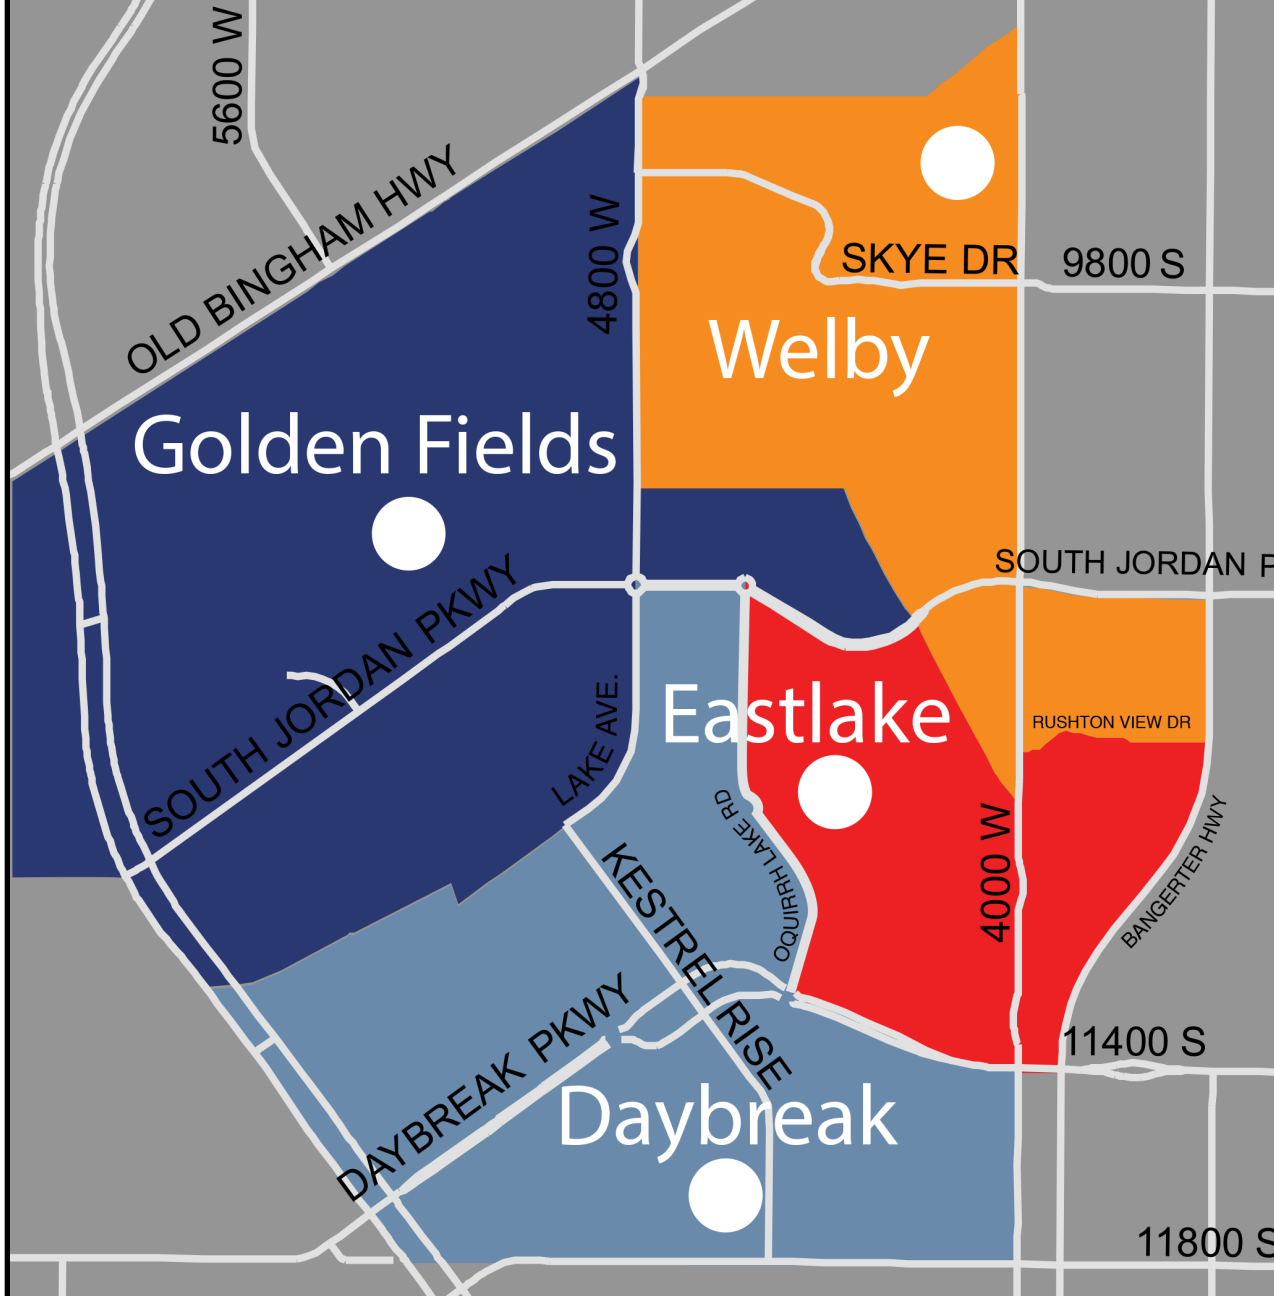 5600 W
OLD BINGHAM HWY
4800 W
SKYE DR
9800 S
Welby
Golden Fields
SOUTH JORDAN P
SOUTH JORDAN PKWY
LAKE AVE.
Eastlake
RUSHTON VIEW DR
OQUIRRH LAKE RD
4000 W
BANGERTER HWY
KESTREL RISE
DAYBREAK PKWY
11400 S
Daybreak
11800 S